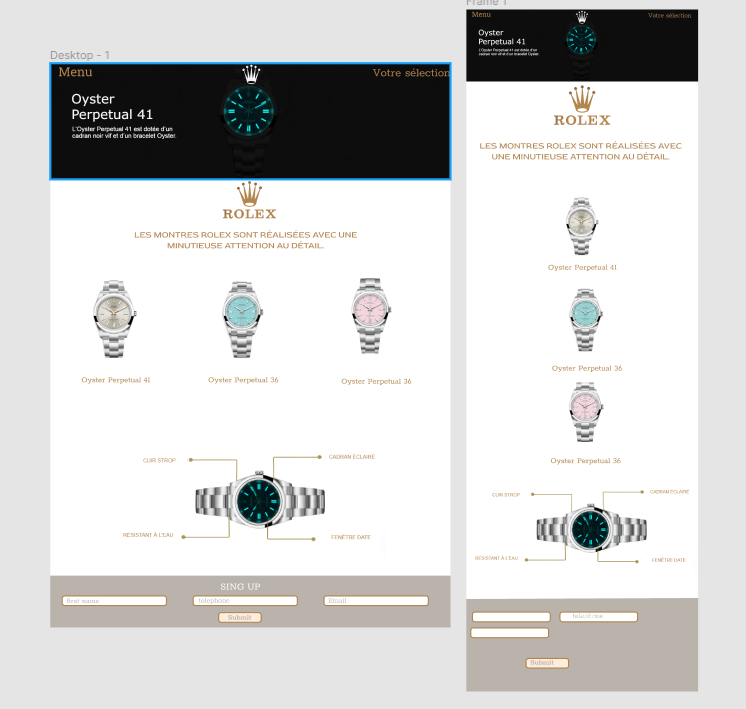 Desktop - 1
Menu
Votre sélection
Oyster
Perpetual 41
L'Oyster Perpetual 41 est dotée d'un
cadran noir vif et d'un bracelet Oyster.
ROLEX
LES MONTRES ROLEX SONT RÉALISÉES AVEC UNE
MINUTIEUSE ATTENTION AU DÉTAIL.
Oyster Perpetual 41
Oyster Perpetual 36
Oyster Perpetual 36
CUIR STROP
CADRAN ÉCLAIRÉ
RÉSISTANT À L'EAU
FENÊTRE DATE
SING UP
first name
telephone
Email
Submit
Frame 1
Menu
Votre sélection
Oyster
Perpetual 41
L'Oyster Perpetual 41 est dotée d'un
cadran noir vif et d'un bracelet Oyster.
ROLEX
LES MONTRES ROLEX SONT RÉALISÉES AVEC
UNE MINUTIEUSE ATTENTION AU DÉTAIL.
Oyster Perpetual 41
Oyster Perpetual 36
Oyster Perpetual 36
CUIR STROP
CADRAN ÉCLAIRÉ
RÉSISTANT À L'EAU
FENÊTRE DATE
Submit